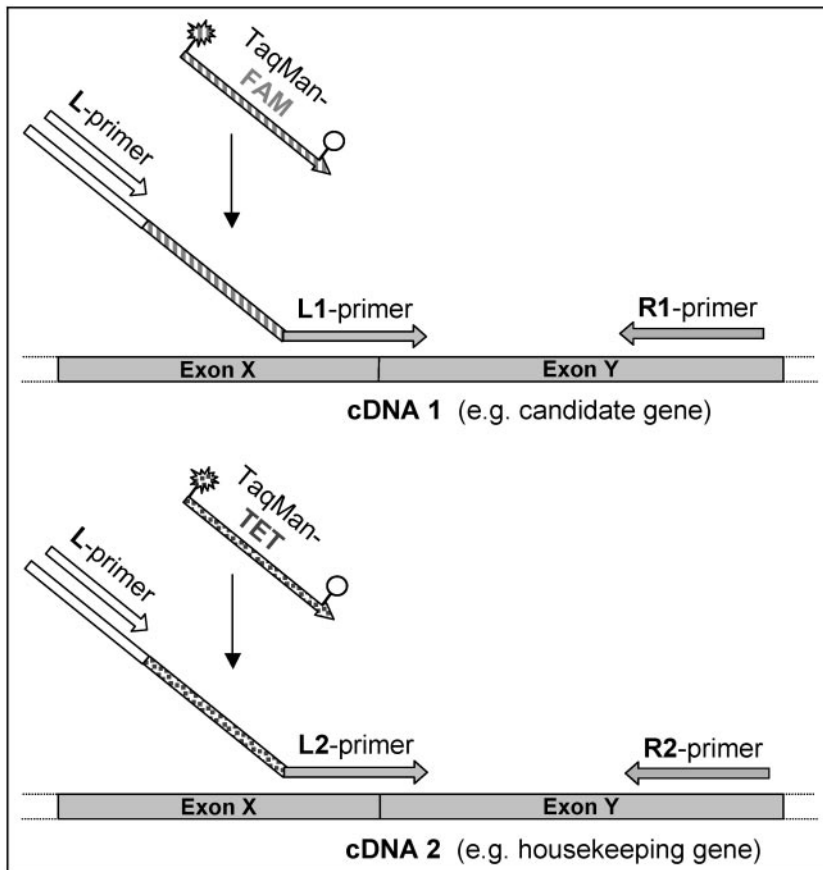 TaqMan-
FAM
L-primer
L1-primer
R1-primer
Exon X
Exon Y
cDNA 1 (e.g. candidate gene)
TaqMan-
TET
L-primer
L2-primer
R2-primer
Exon X
Exon Y
cDNA 2 (e.g. housekeeping gene)